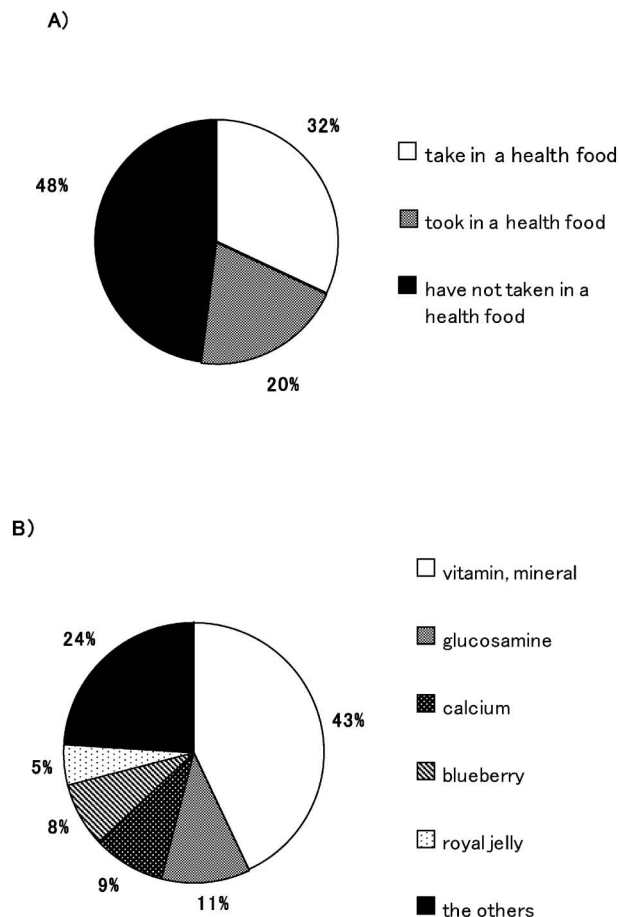 A)
32%
48%
20%
take in a health food
took in a health food
have not taken in a
health food
B)
24%
43%
5%
8%
9%
11%
vitamin, mineral
glucosamine
calcium
blueberry
royal jelly
the others